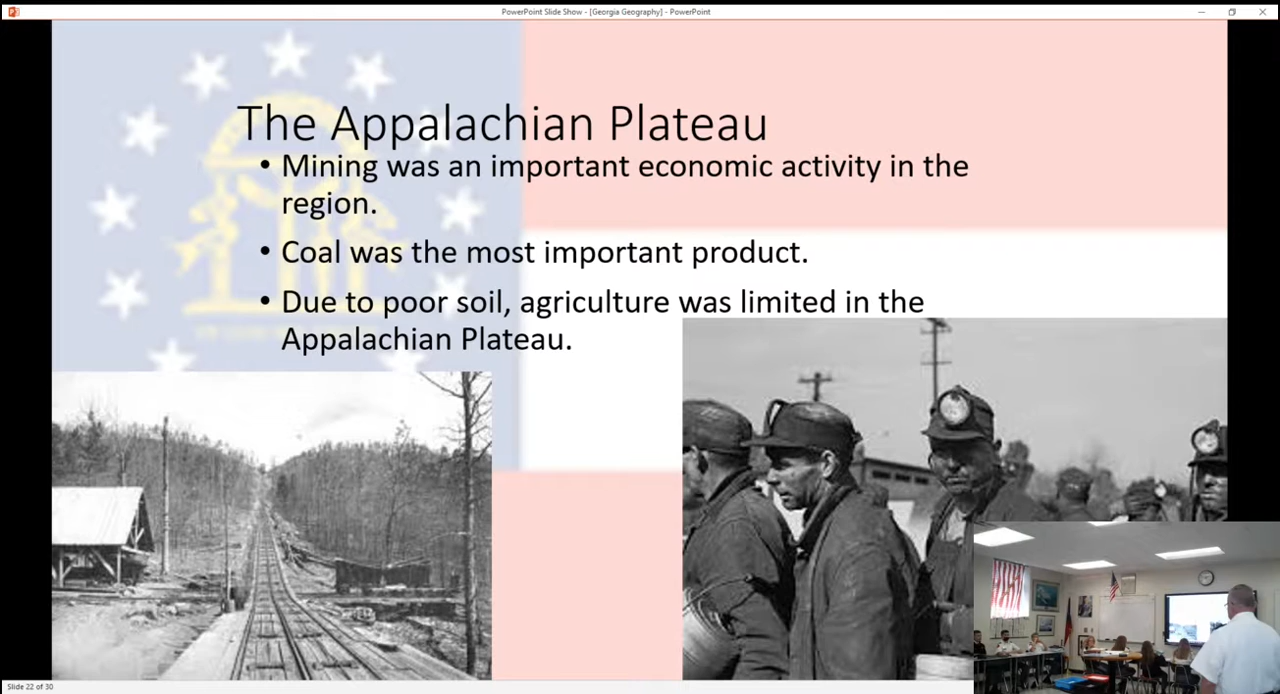 PowerPoint Slide Show - [Georgia Geography] - PowerPoint
The Appalachian Plateau
• Mining was an important economic activity in the
region.
• Coal was the most important product.
• Due to poor soil, agriculture was limited in the
Appalachian Plateau.
Slide 22 of 30